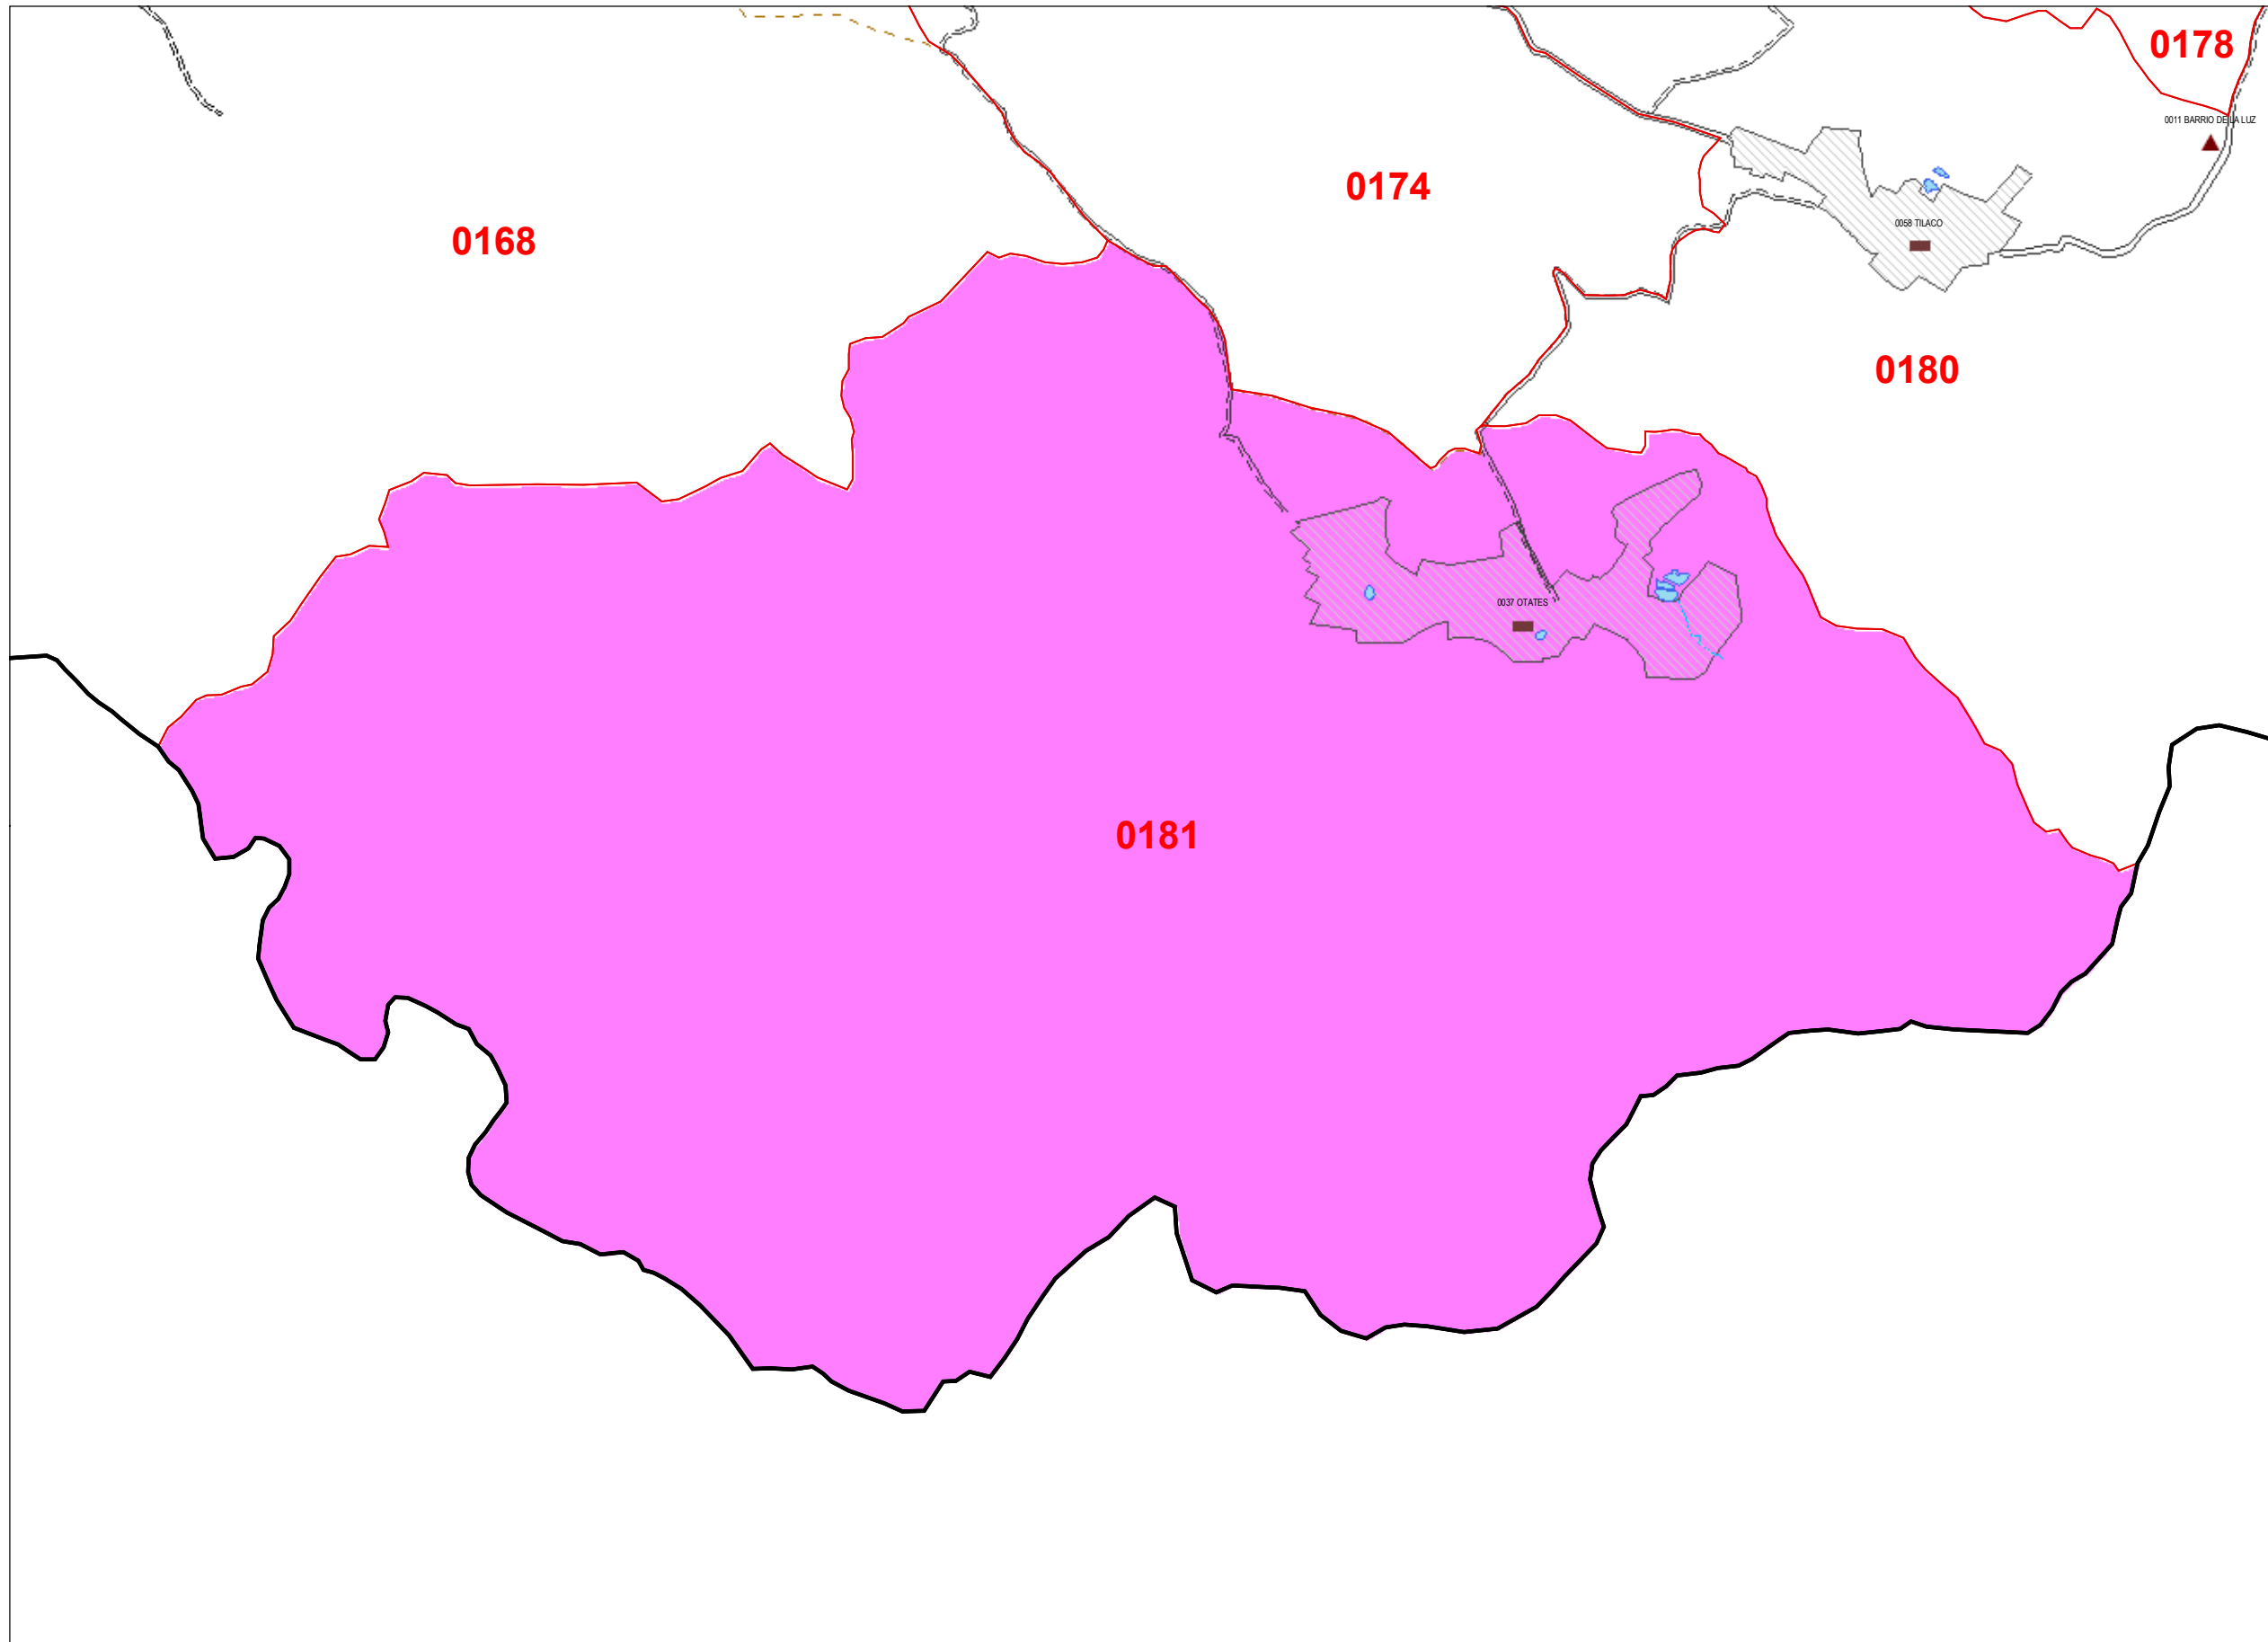 0178
0011 BARRIO DE LA LUZ
0174
0058 TILACO
0168
0180
0037 OTATES
0181